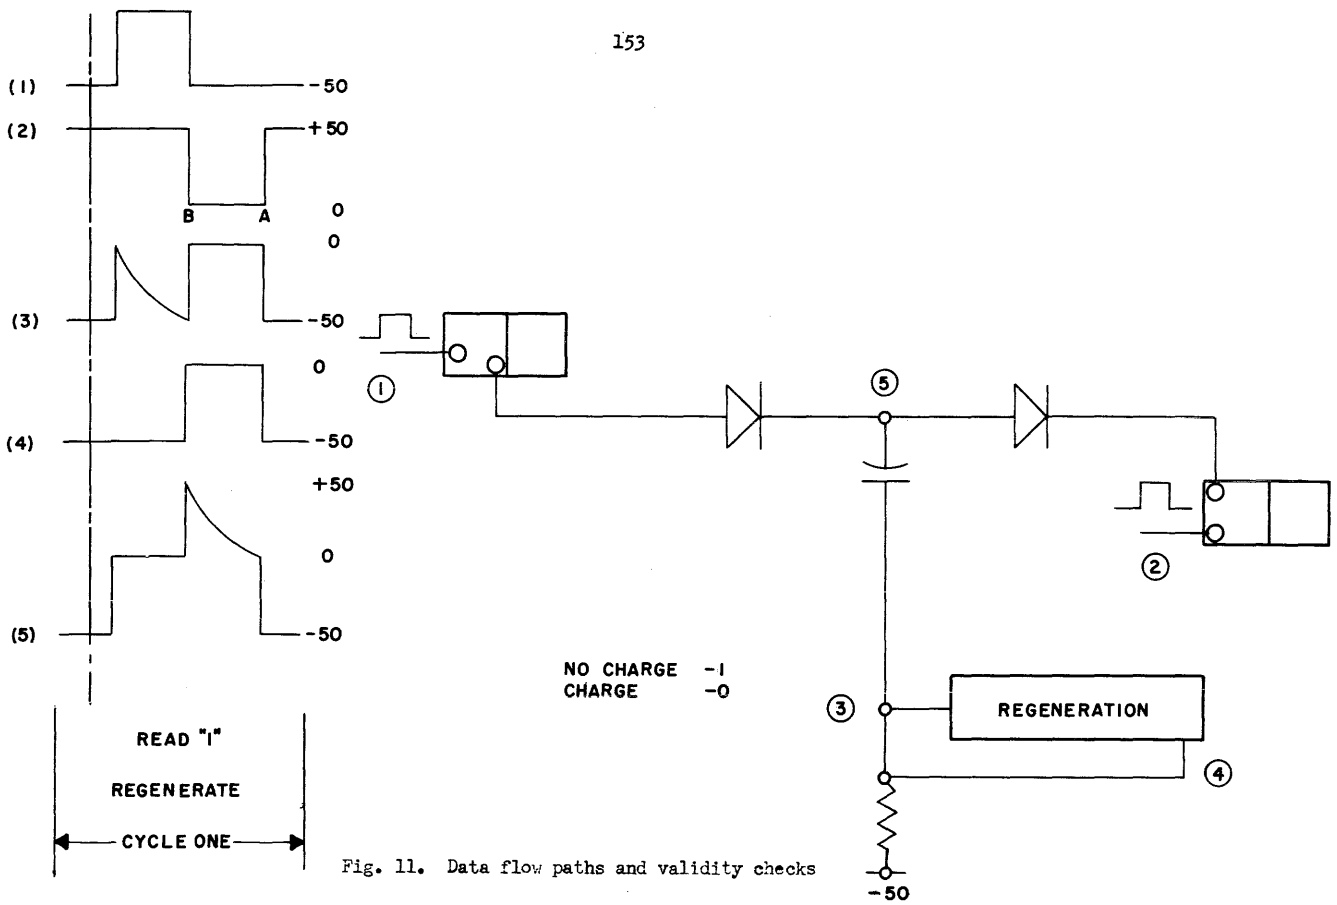 153
(1)
-50
(2)
+50
B A
0
0
(3)
-50
0
(4)
-50
+50
0
(5)
-50
READ "1"
REGENERATE
CYCLE ONE
1
5
2
NO CHARGE -1
CHARGE -0
3
REGENERATION
4
-50
Fig. 11. Data flow paths and validity checks